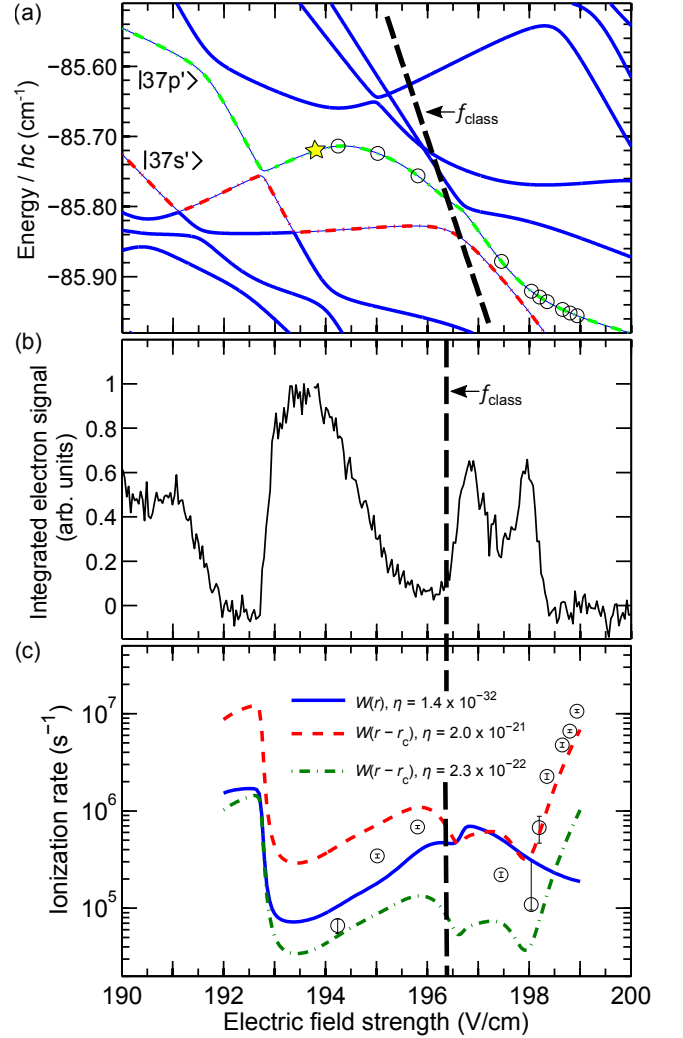 (a)
Energy / hc (cm⁻¹)
−85.60
−85.70
−85.80
−85.90
|37p'>
|37s'>
f_class
(b)
Integrated electron signal
(arb. units)
1
0.8
0.6
0.4
0.2
0
f_class
(c)
Ionization rate (s⁻¹)
10⁷
10⁶
10⁵
W(r), η = 1.4 x 10⁻³²
W(r − r_c), η = 2.0 x 10⁻²¹
W(r − r_c), η = 2.3 x 10⁻²²
190 192 194 196 198 200
Electric field strength (V/cm)